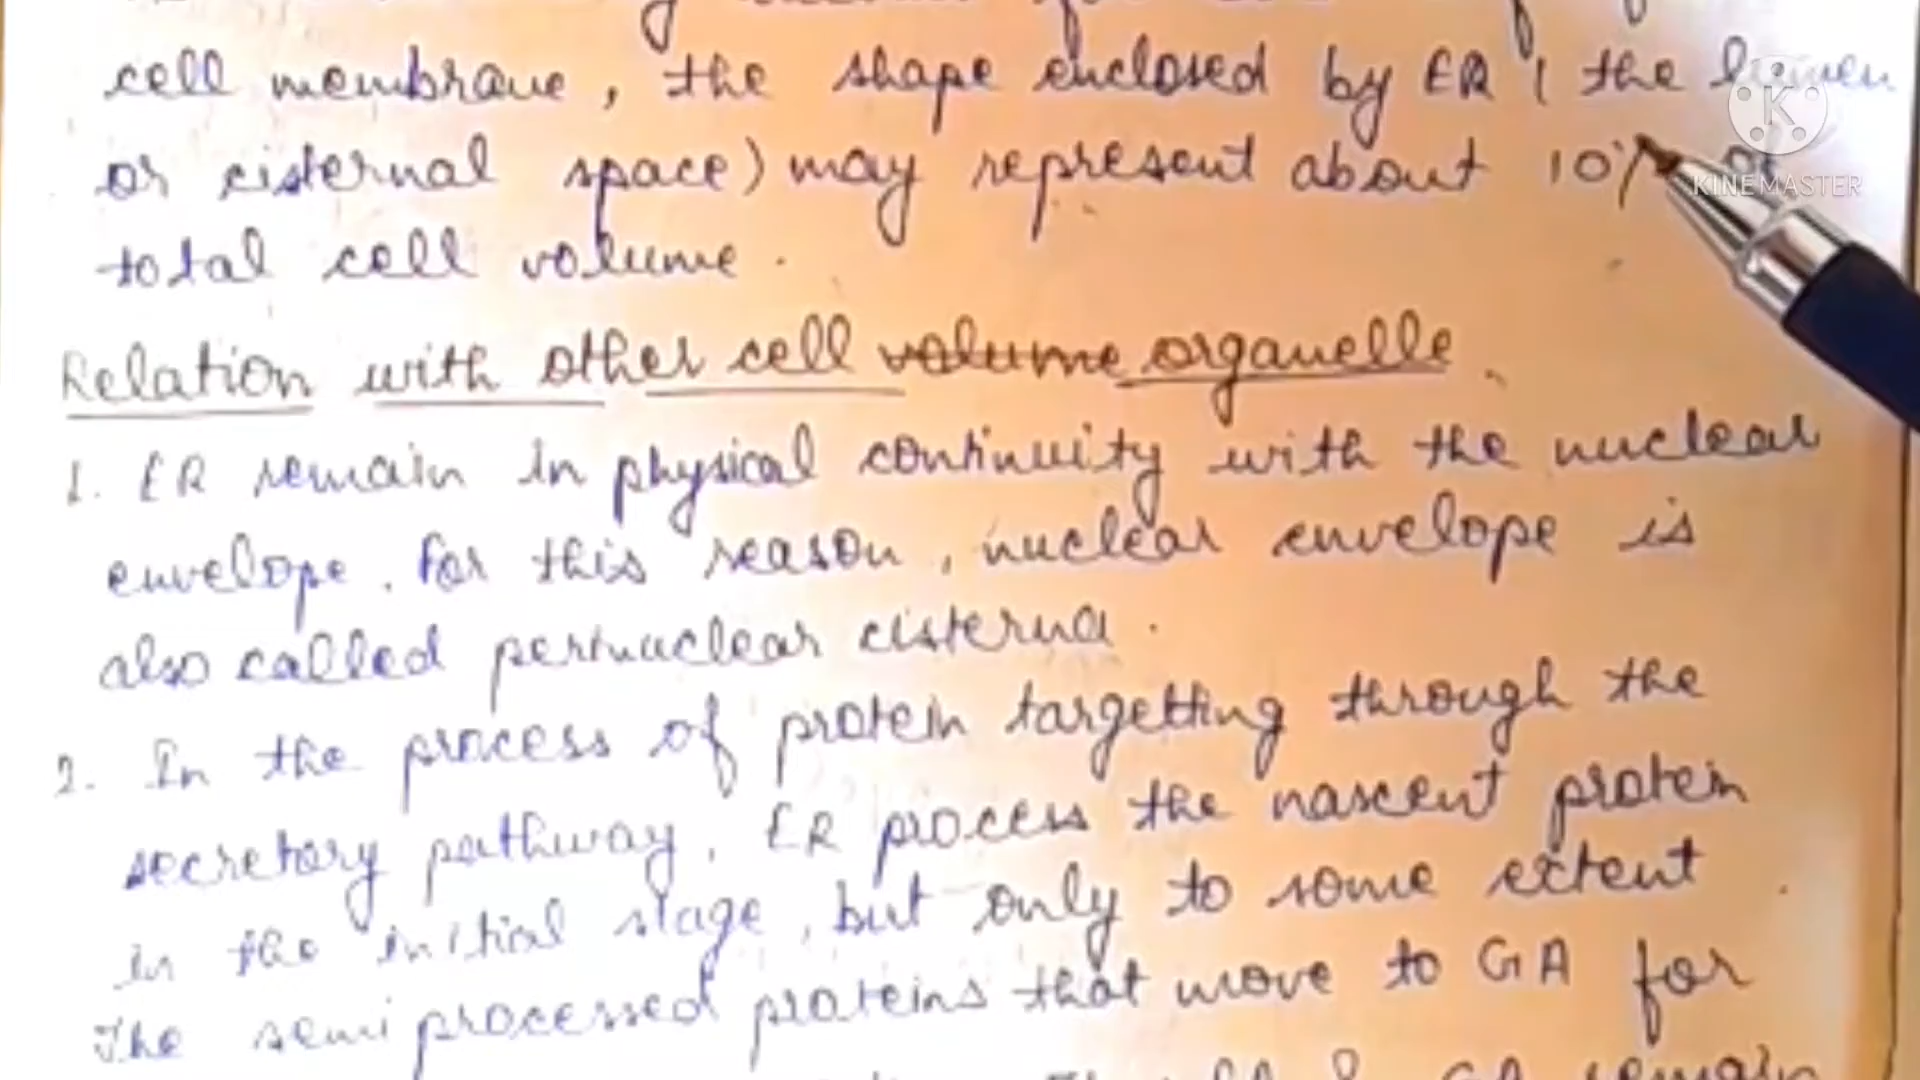 cell membrane, the shape enclosed by ER ( the lumen
or cisternal space) may represent about 10% of
total cell volume.
Relation with other cell volume organelle.
1. ER remain in physical continuity with the nuclear
envelope. For this reason, nuclear envelope is
also called perinuclear cisterna.
2. In the process of protein targetting through the
secretory pathway, ER process the nascent protein
in the initial stage, but only to some extent.
The semi processed proteins that move to GA for
GA remain
KINEMASTER